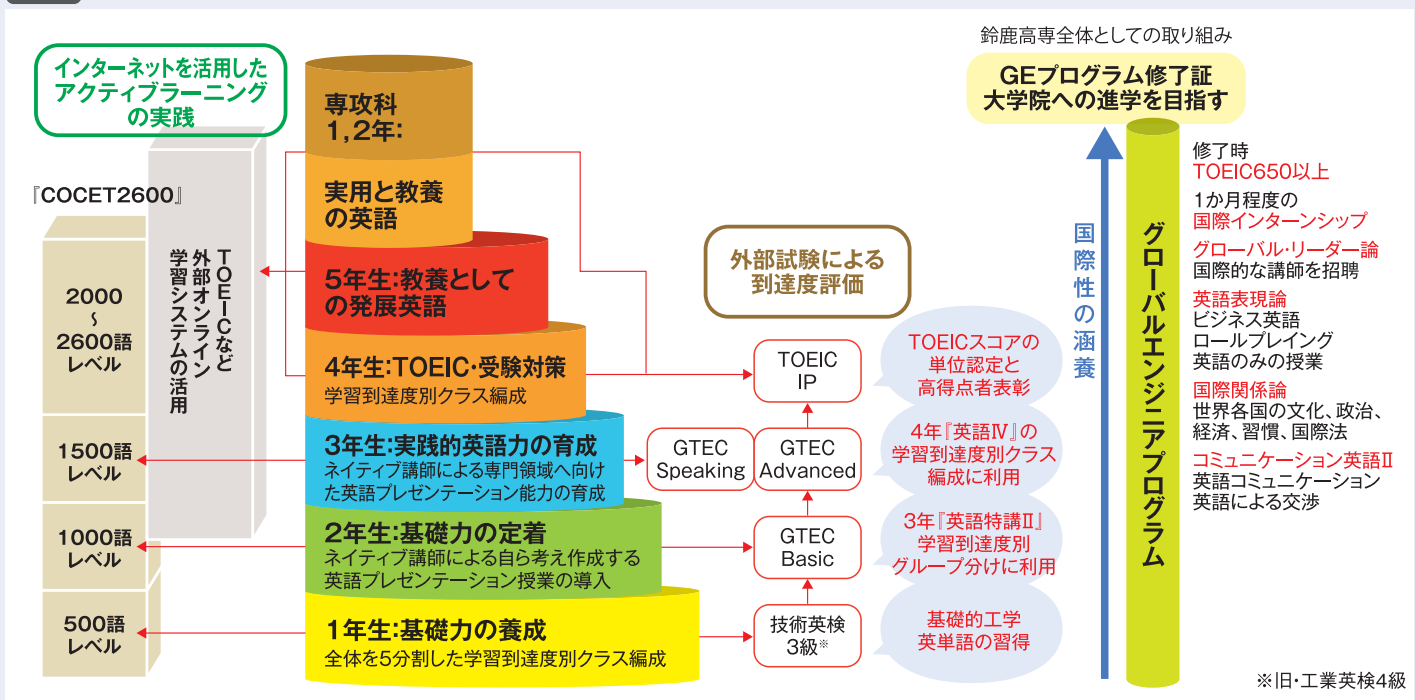 インターネットを活用した
アクティブラーニング
の実践
『COCET2600』
2000
〜
2600語
レベル
1500語
レベル
1000語
レベル
500語
レベル
TOEICなど
外部オンライン
学習システムの活用
専攻科
1,2年:
実用と教養
の英語
5年生:教養として
の発展英語
4年生:TOEIC・受験対策
学習到達度別クラス編成
3年生:実践的英語力の育成
ネイティブ講師による専門領域へ向け
た英語プレゼンテーション能力の育成
2年生:基礎力の定着
ネイティブ講師による自ら考え作成する
英語プレゼンテーション授業の導入
1年生:基礎力の養成
全体を5分割した学習到達度別クラス編成
外部試験による
到達度評価
TOEIC
IP
GTEC
Speaking
GTEC
Advanced
GTEC
Basic
技術英検
3級※
TOEICスコアの
単位認定と
高得点者表彰
4年『英語Ⅳ』の
学習到達度別クラス
編成に利用
3年『英語特講Ⅱ』
学習到達度別
グループ分けに利用
基礎的工学
英単語の習得
鈴鹿高専全体としての取り組み
GEプログラム修了証
大学院への進学を目指す
国際性の涵養
グローバルエンジニアプログラム
修了時
TOEIC650以上
1か月程度の
国際インターンシップ
グローバル・リーダー論
国際的な講師を招聘
英語表現論
ビジネス英語
ロールプレイング
英語のみの授業
国際関係論
世界各国の文化、政治、
経済、習慣、国際法
コミュニケーション英語Ⅱ
英語コミュニケーション
英語による交渉
※旧・工業英検4級